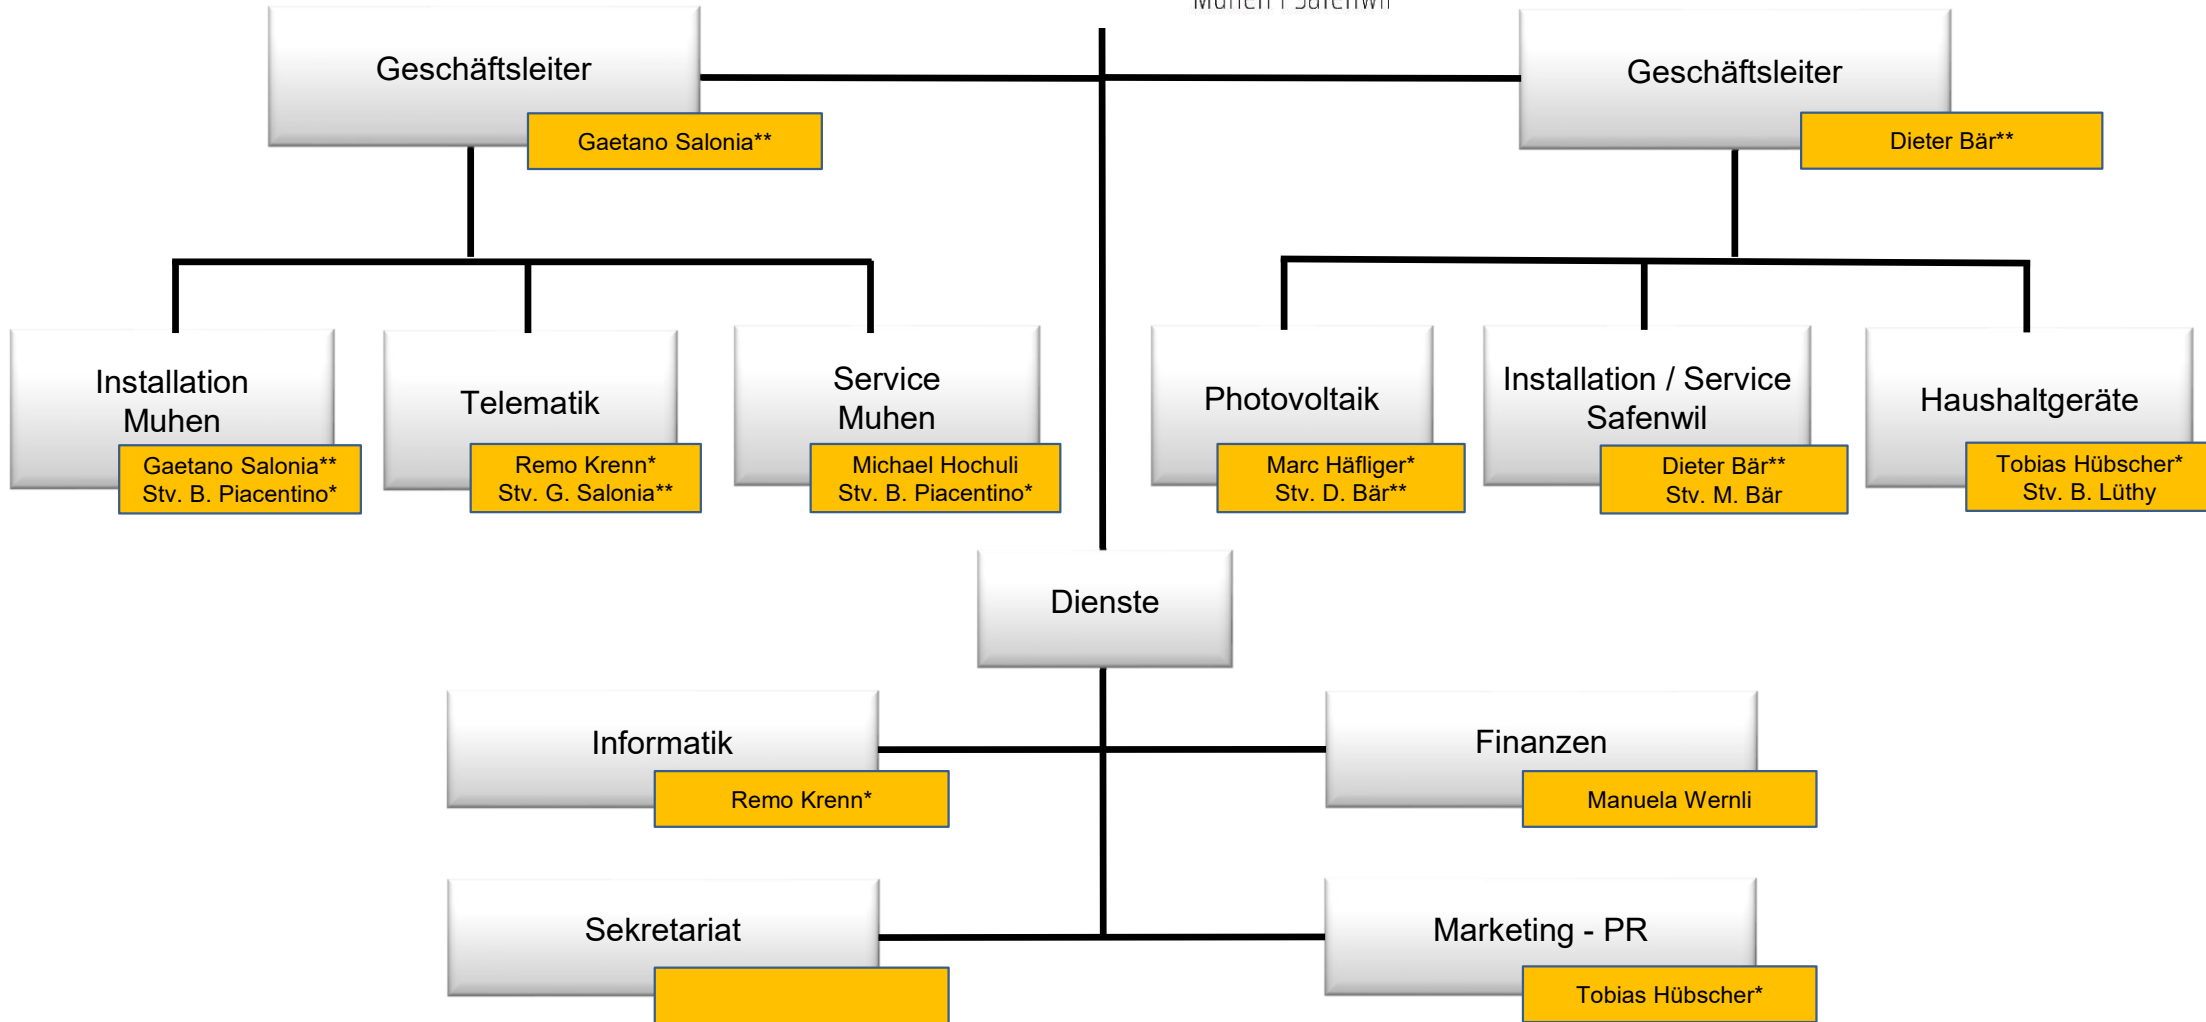 Muhen I Safenwil
Geschäftsleiter
Gaetano Salonia**
Geschäftsleiter
Dieter Bär**
Installation
Muhen
Gaetano Salonia**
Stv. B. Piacentino*
Telematik
Remo Krenn*
Stv. G. Salonia**
Service
Muhen
Michael Hochuli
Stv. B. Piacentino*
Photovoltaik
Marc Häfliger*
Stv. D. Bär**
Installation / Service
Safenwil
Dieter Bär**
Stv. M. Bär
Haushaltgeräte
Tobias Hübscher*
Stv. B. Lüthy
Dienste
Informatik
Remo Krenn*
Finanzen
Manuela Wernli
Sekretariat
Marketing - PR
Tobias Hübscher*